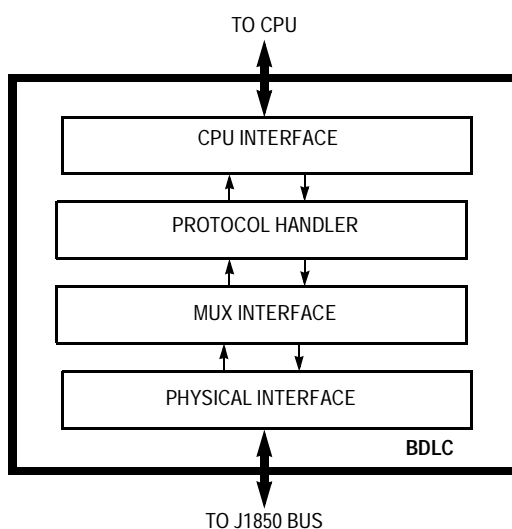 TO CPU
CPU INTERFACE
PROTOCOL HANDLER
MUX INTERFACE
PHYSICAL INTERFACE
BDLC
TO J1850 BUS